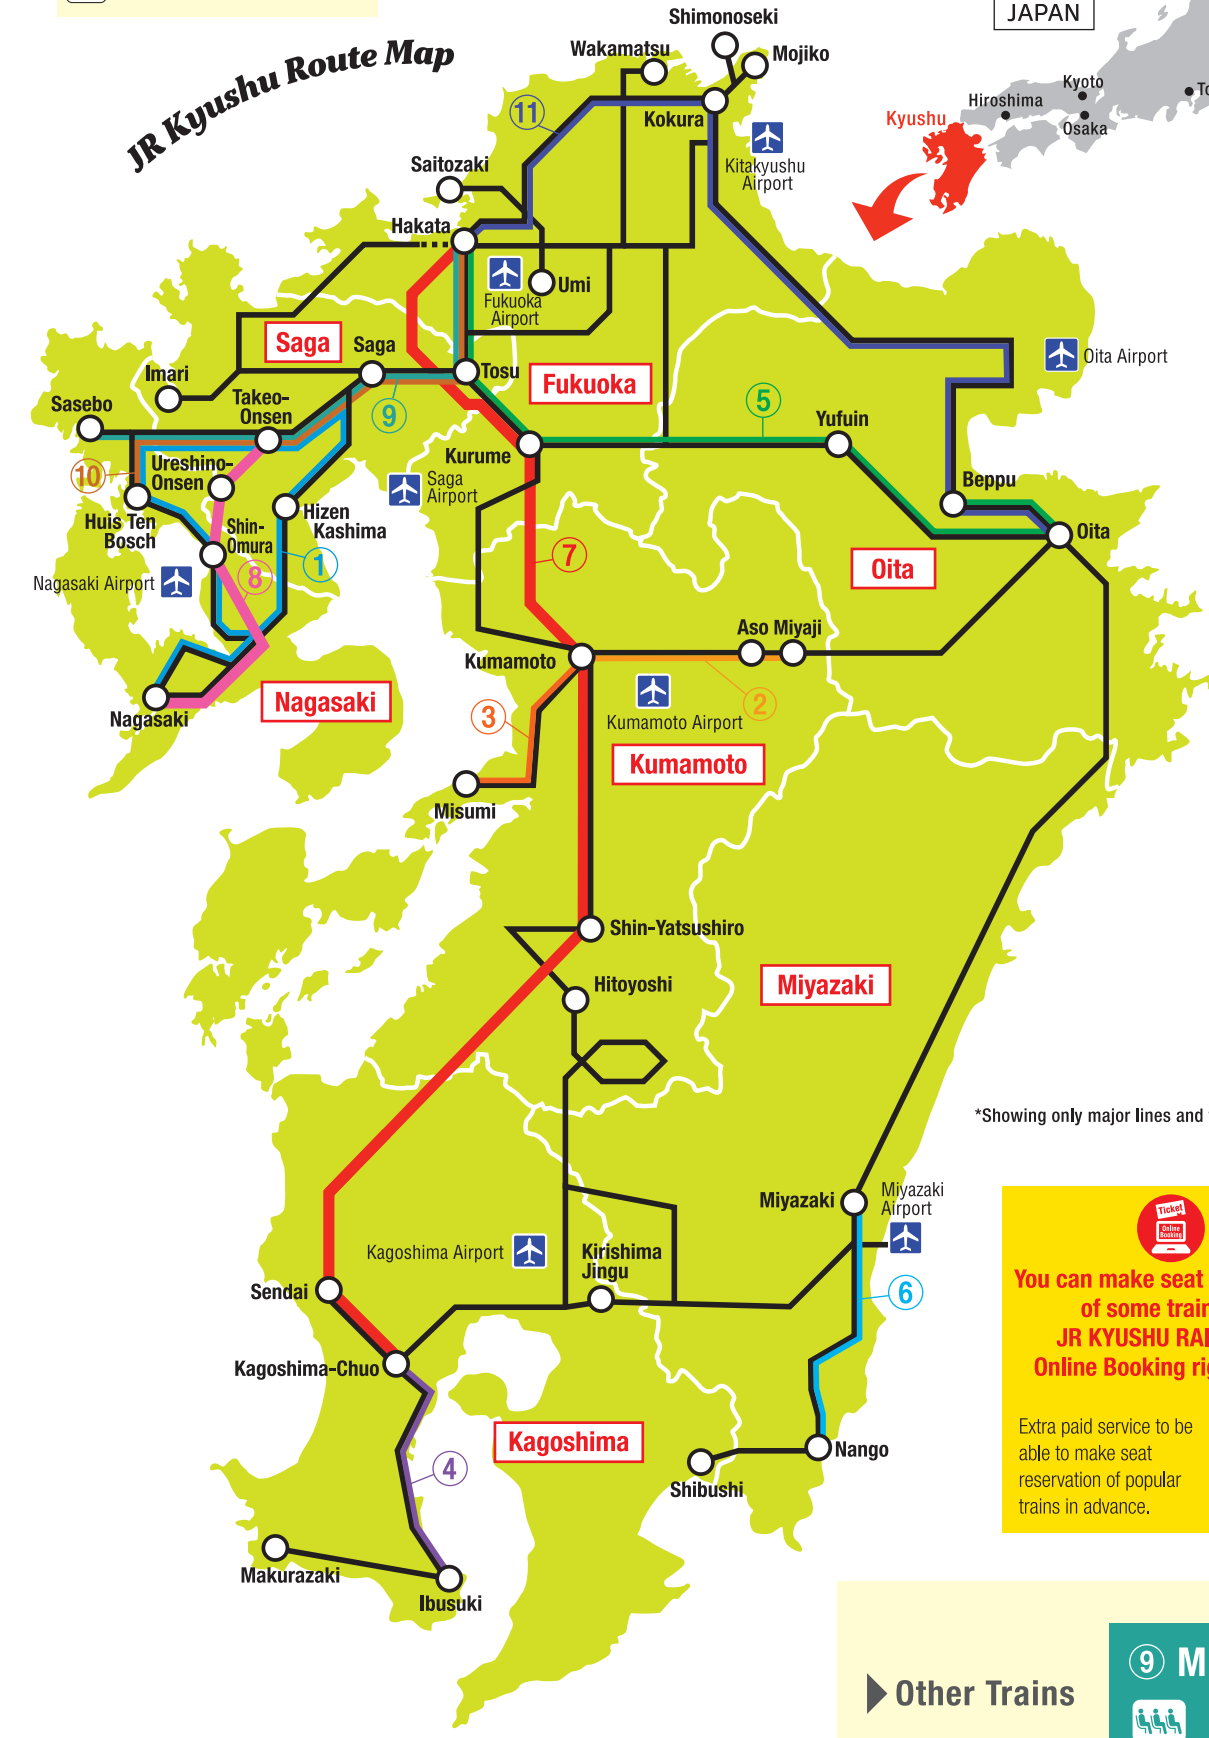 JR Kyushu Route Map
JAPAN
Shimonoseki
Wakamatsu
Mojiko
Kyoto
Hiroshima
Osaka
Kyushu
Kokura
11
Kitakyushu
Airport
Saitozaki
Hakata
Umi
Fukuoka
Airport
Saga
Saga
Tosu
Oita Airport
Imari
Fukuoka
Sasebo
Takeo-
Onsen
9
5
Yufuin
Kurume
10
Ureshino-
Onsen
Saga
Airport
Beppu
Huis Ten
Bosch
Shin-
Omura
Hizen
Kashima
Oita
7
1
Oita
Nagasaki Airport
8
Aso Miyaji
Kumamoto
Nagasaki
Nagasaki
3
Kumamoto Airport
2
Kumamoto
Misumi
Shin-Yatsushiro
Hitoyoshi
Miyazaki
*Showing only major lines and
Miyazaki
Miyazaki
Airport
Ticket
Online
Booking
Kagoshima Airport
Kirishima
Jingu
You can make seat
of some train
JR KYUSHU RAI
Online Booking rig
Sendai
6
Kagoshima-Chuo
Kagoshima
Nango
4
Shibushi
Extra paid service to be
able to make seat
reservation of popular
trains in advance.
Makurazaki
Ibusuki
Other Trains
9 M